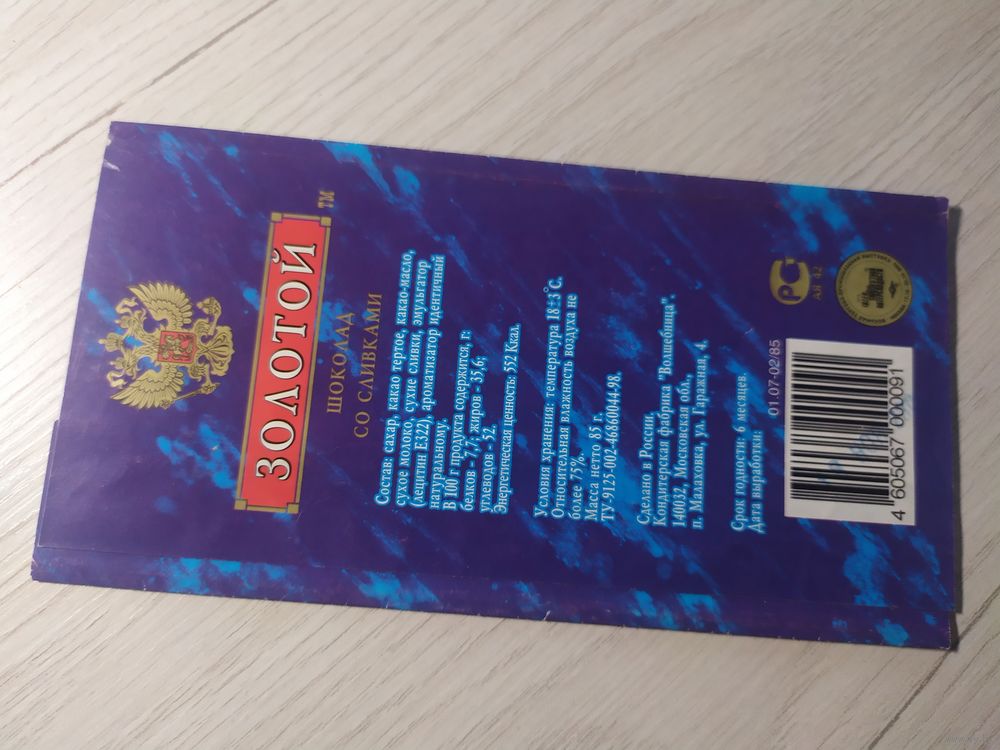 ЗОЛОТОЙ
TM
ШОКОЛАД
СО СЛИВКАМИ
Состав: сахар, какао тертое, какао-масло,
сухое молоко, сухие сливки, эмульгатор
(лецитин Е322), ароматизатор идентичный
натуральному.
В 100 г продукта содержится, г:
белков - 7,7; жиров - 35,6;
углеводов - 52.
Энергетическая ценность: 552 Ккал.
Условия хранения: температура 18±3°С.
Относительная влажность воздуха не
более 75%.
Масса нетто 85 г.
ТУ-9125-002-46860044-98.
Сделано в России.
Кондитерская фабрика "Волшебница".
140032, Московская обл.,
п. Малаховка, ул. Гаражная, 4.
Срок годности: 6 месяцев.
Дата выработки:
01.07-02/85
РСТ
АЯ 42
4 605067 000091